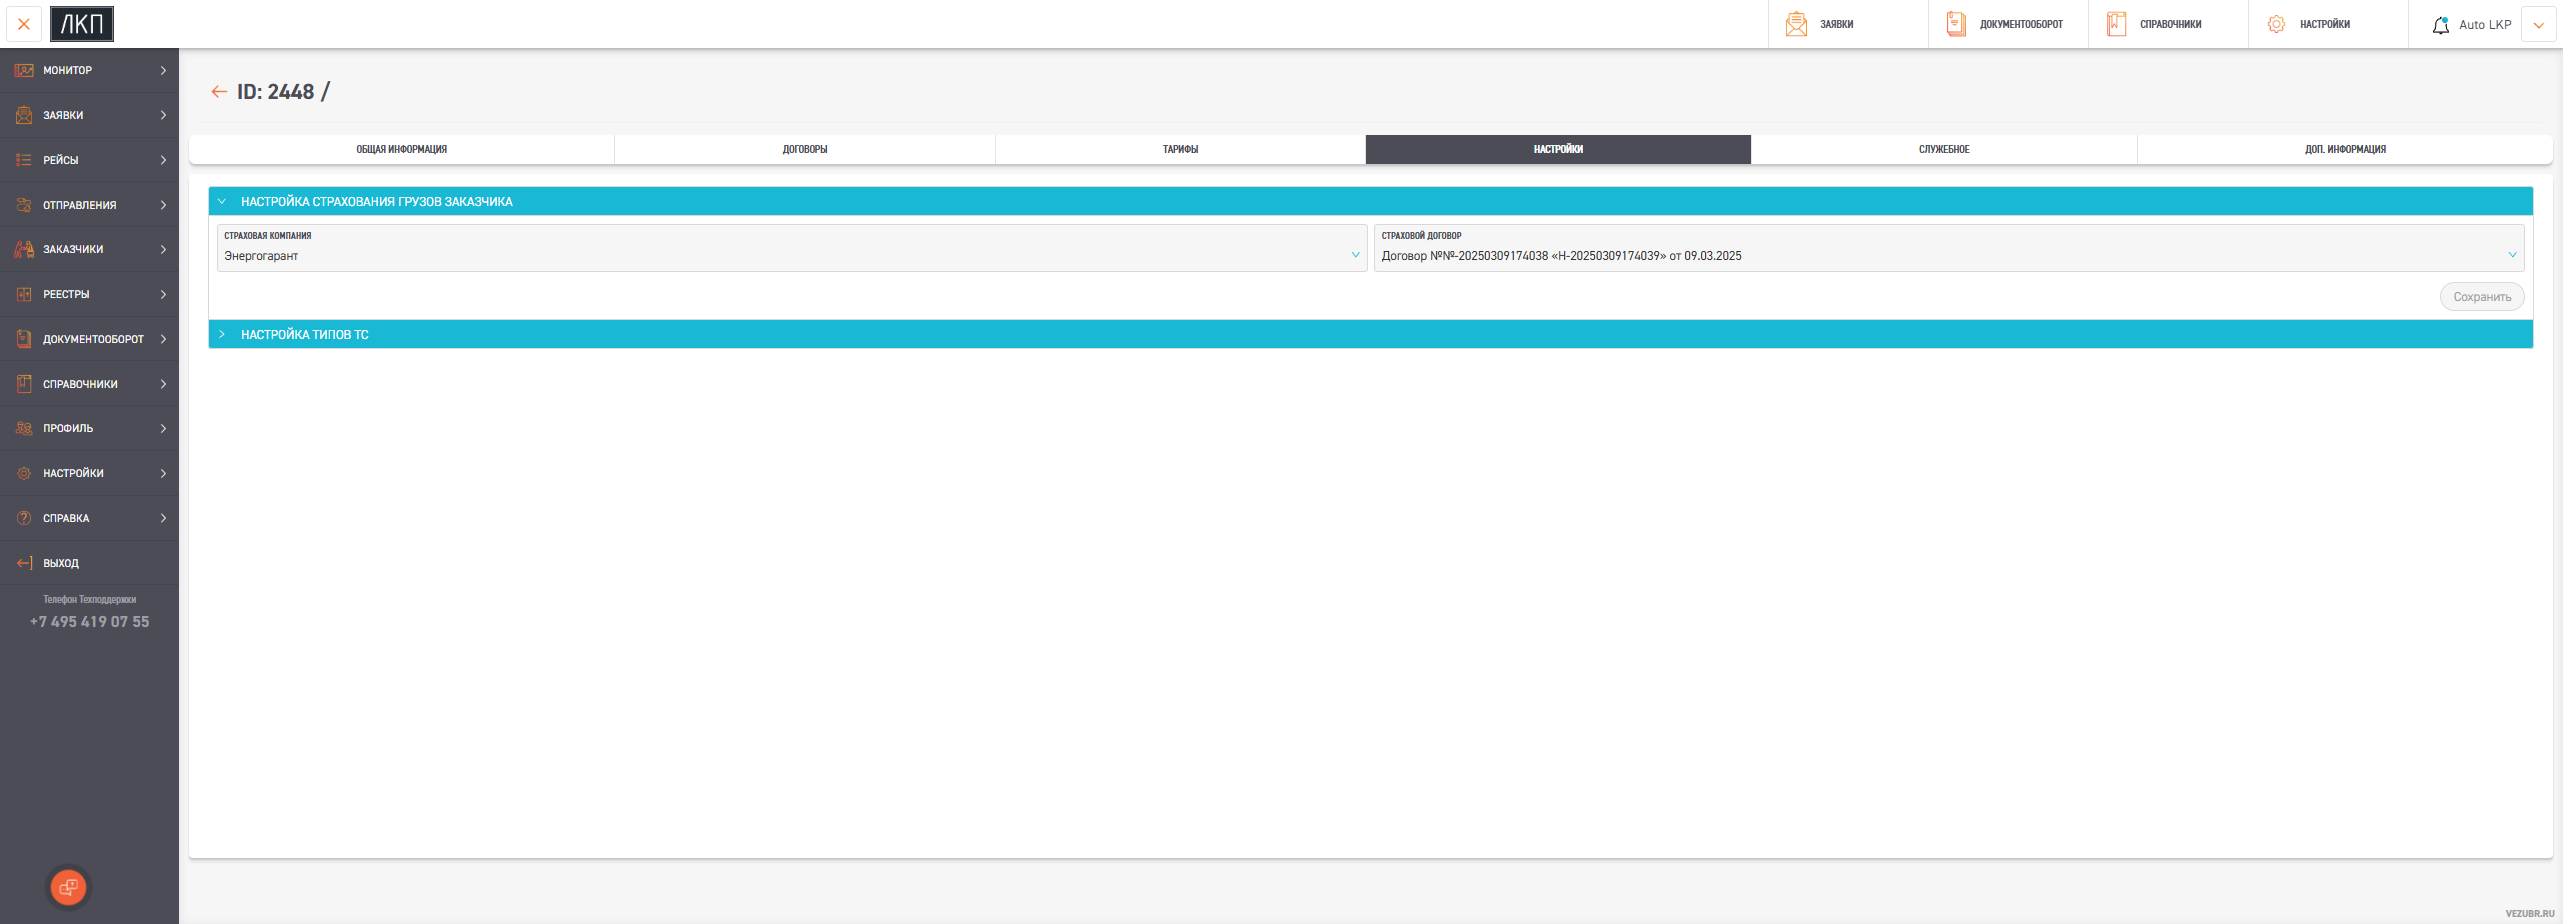 ЛКП
ЗАЯВКИ
ДОКУМЕНТООБОРОТ
СПРАВОЧНИКИ
НАСТРОЙКИ
Auto LKP
МОНИТОР
ЗАЯВКИ
РЕЙСЫ
ОТПРАВЛЕНИЯ
ЗАКАЗЧИКИ
РЕЕСТРЫ
ДОКУМЕНТООБОРОТ
СПРАВОЧНИКИ
ПРОФИЛЬ
НАСТРОЙКИ
СПРАВКА
ВЫХОД
Телефон Техподдержки
+7 495 419 07 55
ID: 2448 /
ОБЩАЯ ИНФОРМАЦИЯ
ДОГОВОРЫ
ТАРИФЫ
НАСТРОЙКИ
СЛУЖЕБНОЕ
ДОП. ИНФОРМАЦИЯ
НАСТРОЙКА СТРАХОВАНИЯ ГРУЗОВ ЗАКАЗЧИКА
СТРАХОВАЯ КОМПАНИЯ
Энергогарант
СТРАХОВОЙ ДОГОВОР
Договор №№-20250309174038 «Н-20250309174039» от 09.03.2025
Сохранить
НАСТРОЙКА ТИПОВ ТС
VEZUBR.RU